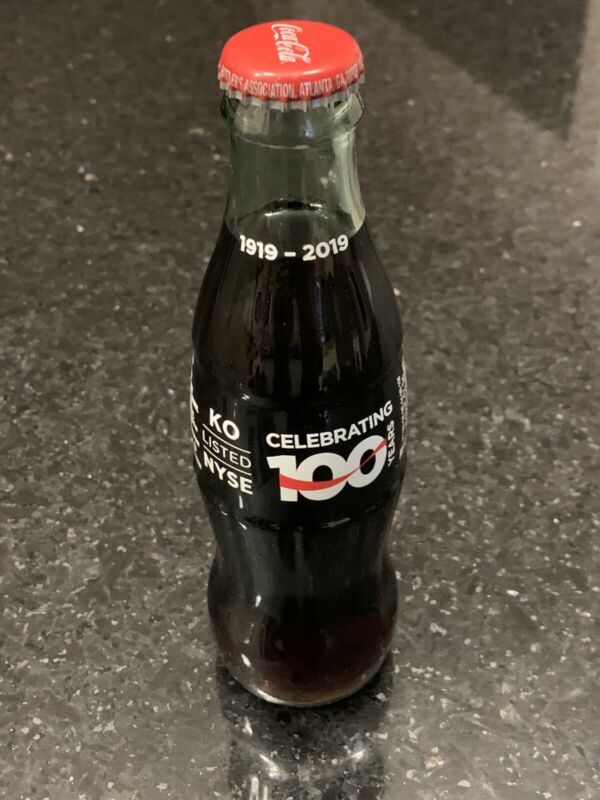 Coca-Cola
ASSOCIATION, ATLANTA, GA
1919 - 2019
KO
LISTED
NYSE
CELEBRATING
100
YEARS